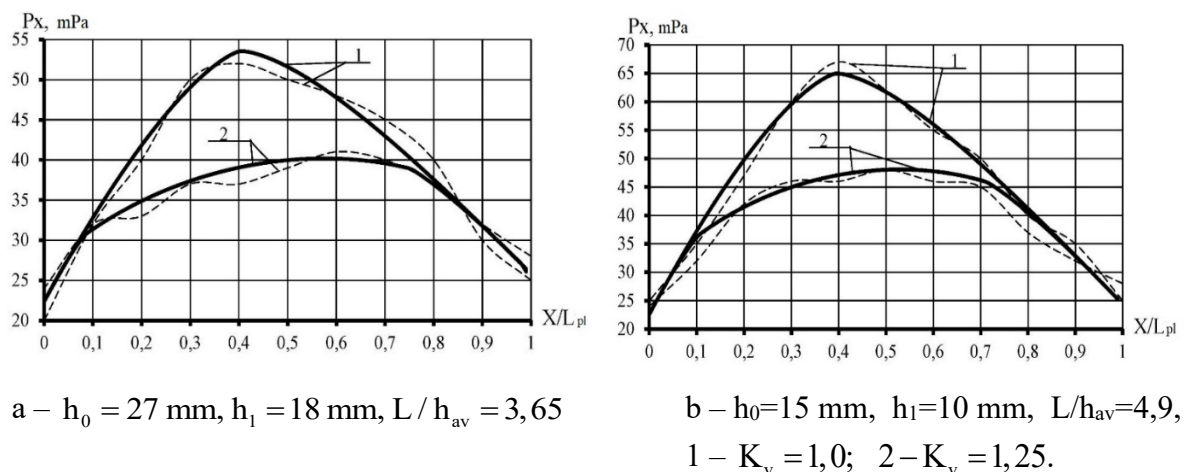 Px, mPa
55
50
45
40
35
30
25
20
1
2
0 0,1 0,2 0,3 0,4 0,5 0,6 0,7 0,8 0,9 1
X/L pl
a – h₀ = 27 mm, h₁ = 18 mm, L / hₐᵥ = 3,65
Px, mPa
70
65
60
55
50
45
40
35
30
25
20
1
2
0 0,1 0,2 0,3 0,4 0,5 0,6 0,7 0,8 0,9 1
X/L pl
b – h₀=15 mm, h₁=10 mm, L/hₐᵥ=4,9,
1 – Kᵥ = 1,0; 2 – Kᵥ = 1,25.